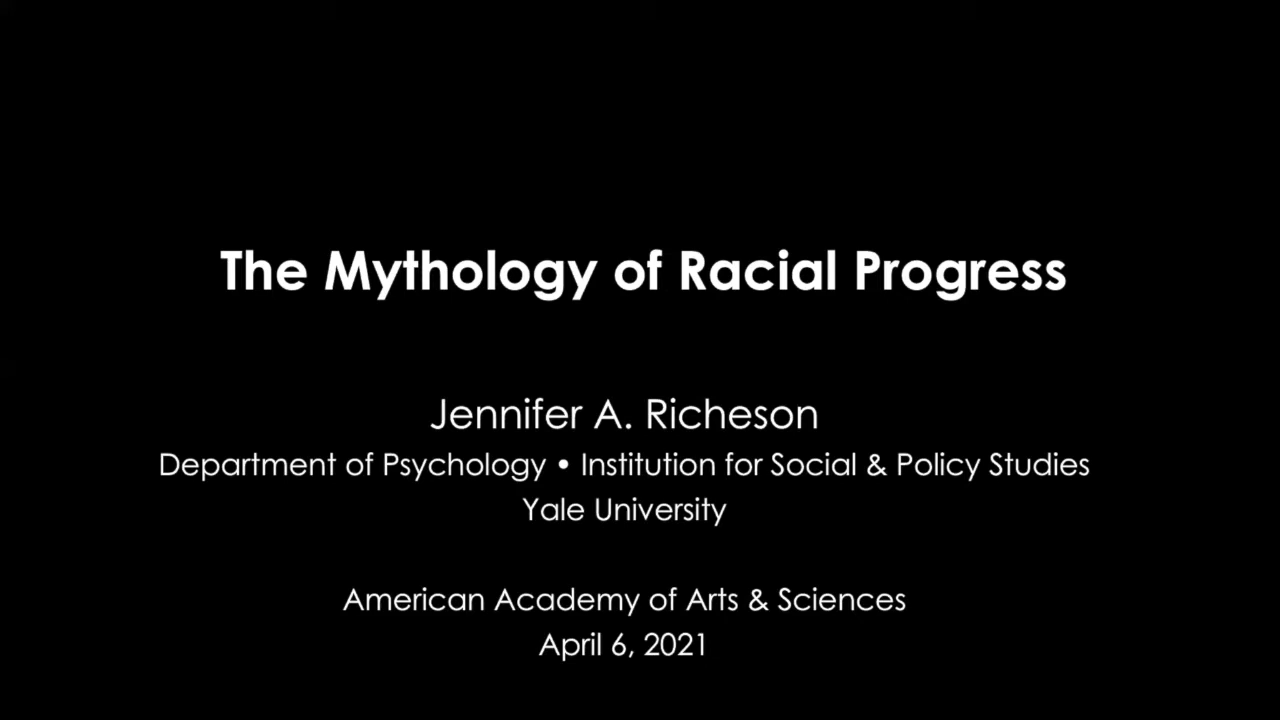 The Mythology of Racial Progress
Jennifer A. Richeson
Department of Psychology • Institution for Social & Policy Studies
Yale University
American Academy of Arts & Sciences
April 6, 2021